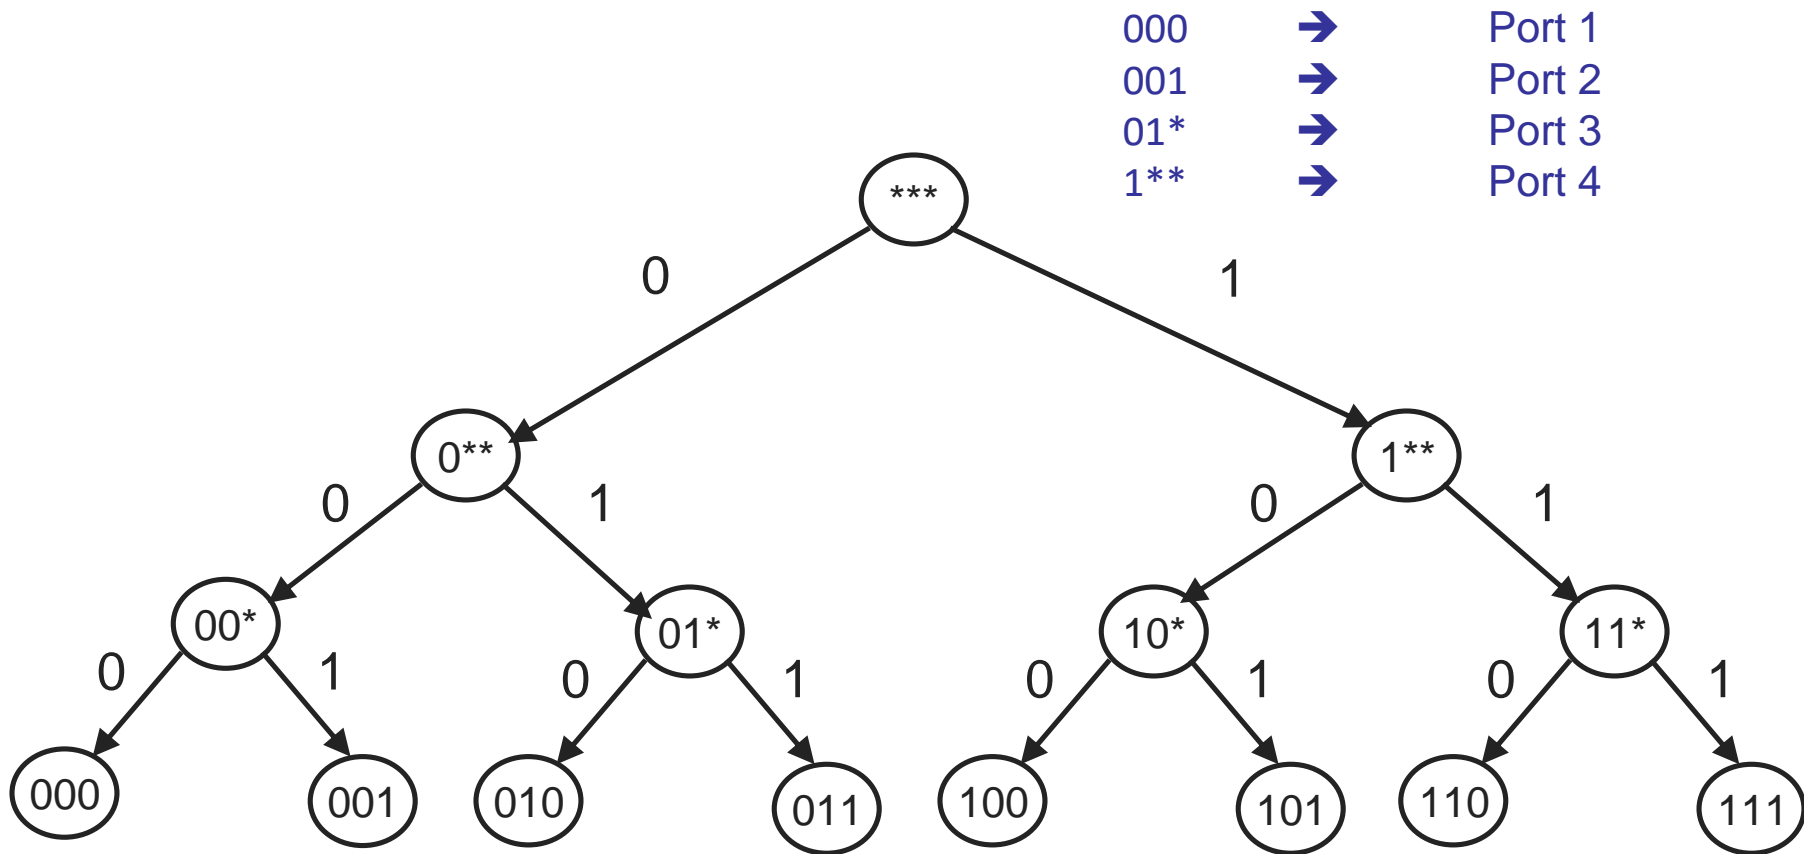 000 ➔ Port 1
001 ➔ Port 2
01* ➔ Port 3
1** ➔ Port 4
***
0 1
0** 1**
0 1 0 1
00* 01* 10* 11*
0 1 0 1 0 1 0 1
000 001 010 011 100 101 110 111